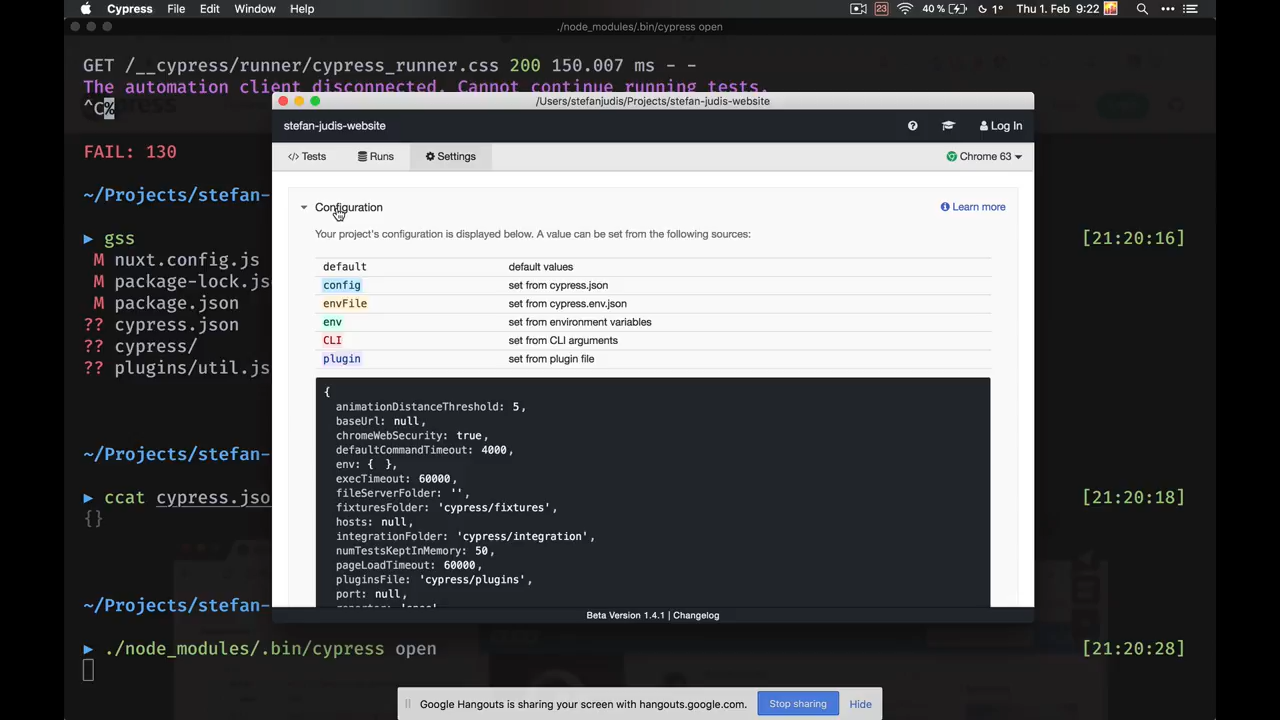 Cypress File Edit Window Help 23 40 % 1° Thu 1. Feb 9:22
./node_modules/.bin/cypress open
GET /__cypress/runner/cypress_runner.css 200 150.007 ms - -
The automation client disconnected. Cannot continue running tests.
^C%
/Users/stefanjudis/Projects/stefan-judis-website
stefan-judis-website Log In
FAIL: 130
Tests Runs Settings Chrome 63
~/Projects/stefan-
Configuration Learn more
Your project's configuration is displayed below. A value can be set from the following sources:
gss [21:20:16]
M nuxt.config.js
M package-lock.js
M package.json
?? cypress.json
?? cypress/
?? plugins/util.js
default default values
config set from cypress.json
envFile set from cypress.env.json
env set from environment variables
CLI set from CLI arguments
plugin set from plugin file
{
animationDistanceThreshold: 5,
baseUrl: null,
chromeWebSecurity: true,
defaultCommandTimeout: 4000,
env: { },
execTimeout: 60000,
fileServerFolder: '',
fixturesFolder: 'cypress/fixtures',
hosts: null,
integrationFolder: 'cypress/integration',
numTestsKeptInMemory: 50,
pageLoadTimeout: 60000,
pluginsFile: 'cypress/plugins',
port: null,
~/Projects/stefan-
ccat cypress.jso [21:20:18]
{}
~/Projects/stefan-
Beta Version 1.4.1 | Changelog
./node_modules/.bin/cypress open [21:20:28]
Google Hangouts is sharing your screen with hangouts.google.com. Stop sharing Hide